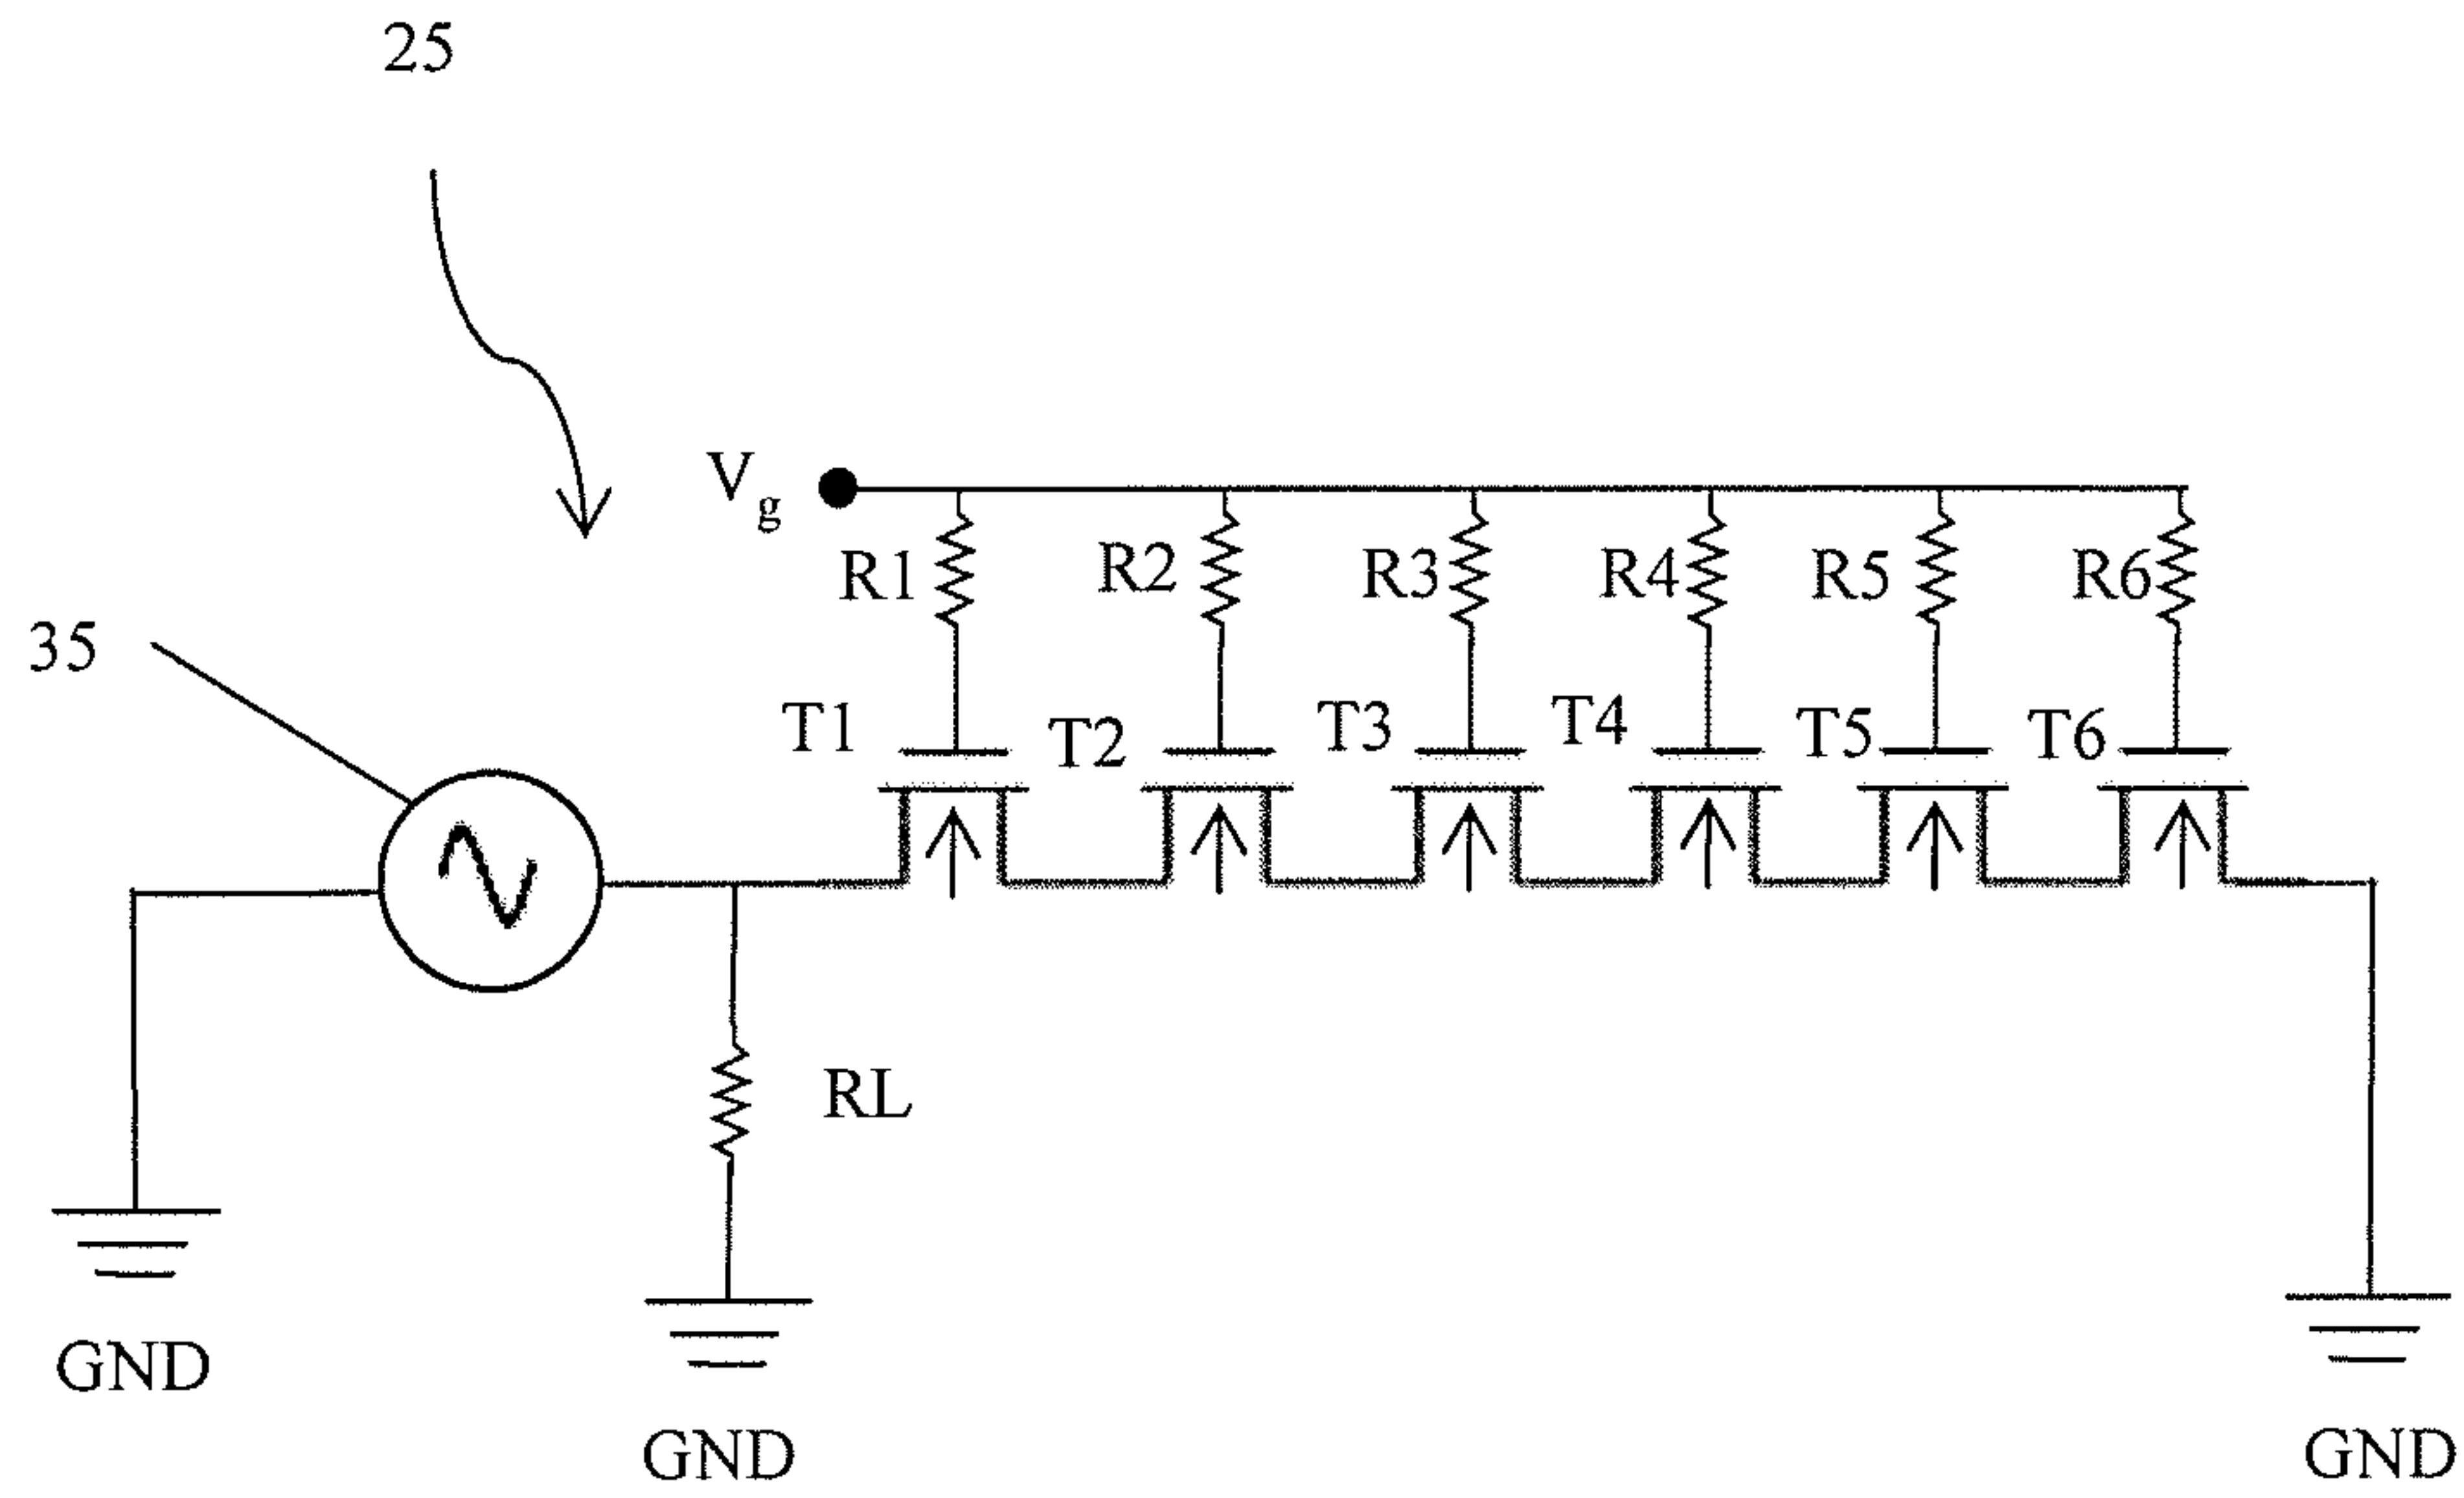 25
Vg
R1 R2 R3 R4 R5 R6
35
T1 T2 T3 T4 T5 T6
RL
GND
GND
GND